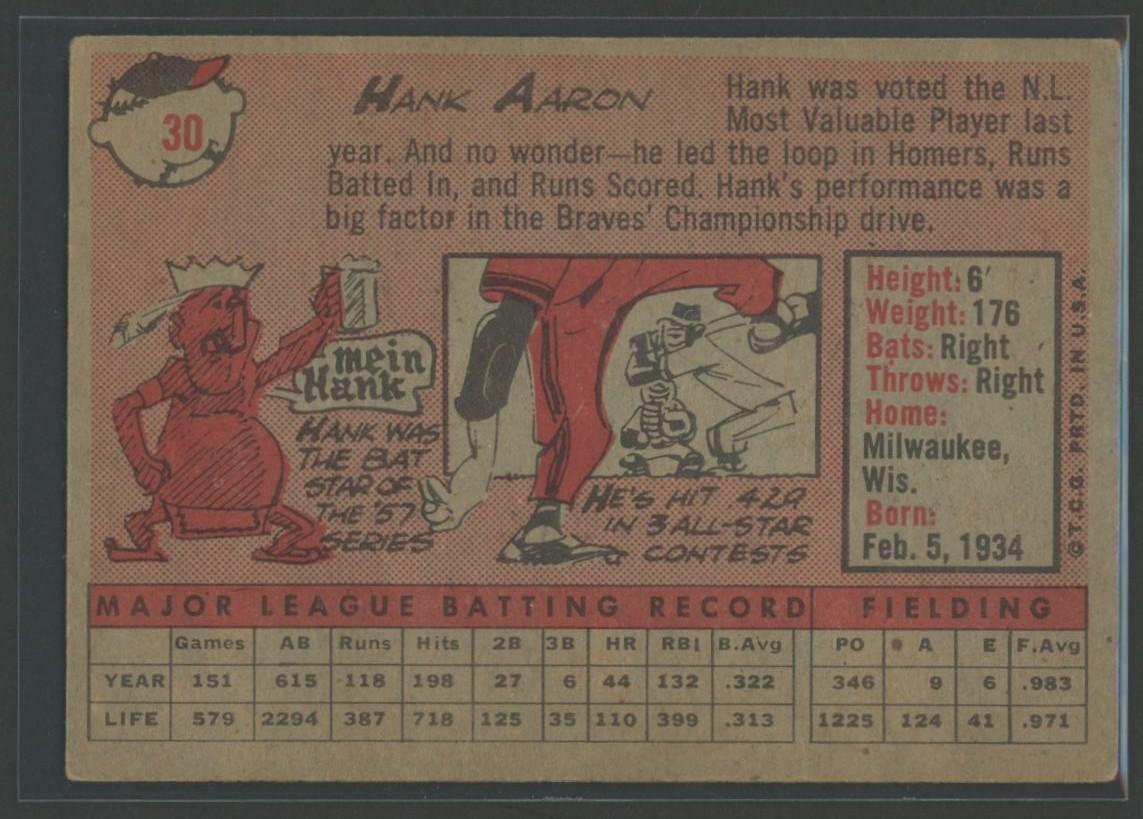 30
Hank Aaron
Hank was voted the N.L.
Most Valuable Player last
year. And no wonder—he led the loop in Homers, Runs
Batted In, and Runs Scored. Hank's performance was a
big factor in the Braves' Championship drive.
mein
Hank
HANK WAS
THE BAT
STAR OF
THE '57
SERIES
HE'S HIT .429
IN 3 ALL-STAR
CONTESTS
Height: 6'
Weight: 176
Bats: Right
Throws: Right
Home:
Milwaukee,
Wis.
Born:
Feb. 5, 1934
©T.C.G. PRTD. IN U.S.A.
MAJOR LEAGUE BATTING RECORD FIELDING
Games AB Runs Hits 2B 3B HR RBI B.Avg PO A E F.Avg
YEAR 151 615 118 198 27 6 44 132 .322 346 9 6 .983
LIFE 579 2294 387 718 125 35 110 399 .313 1225 124 41 .971